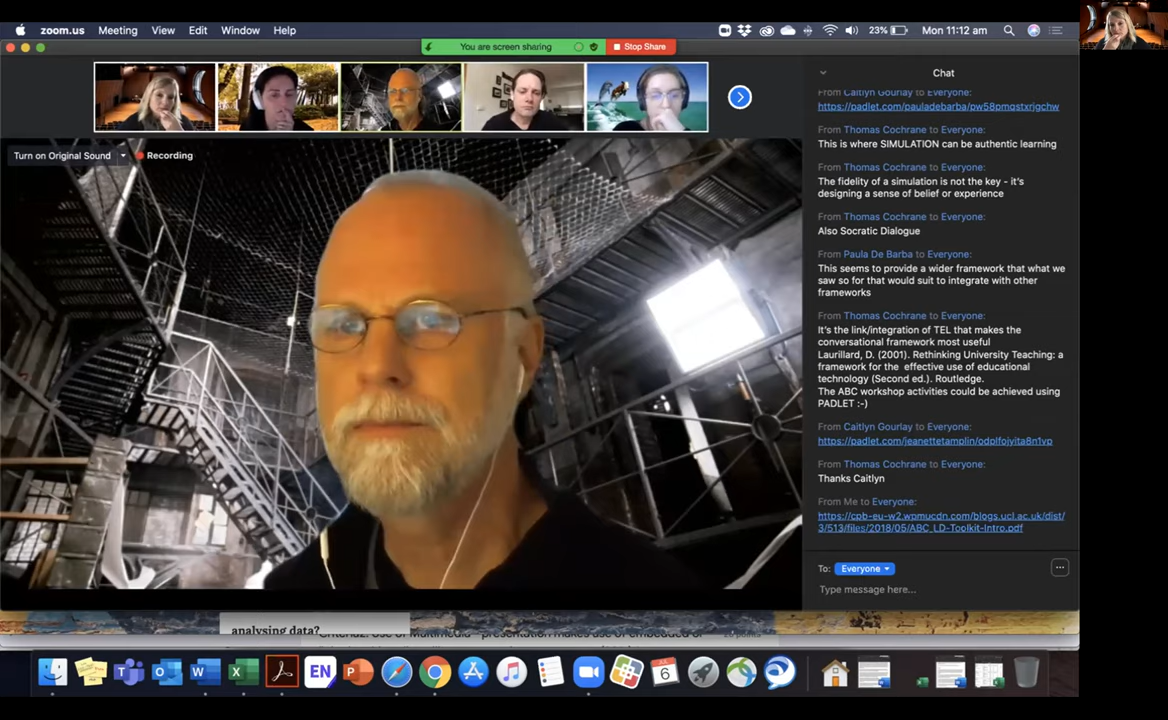 zoom.us Meeting View Edit Window Help
23% Mon 11:12 am
You are screen sharing
Stop Share
Turn on Original Sound
Recording
Chat
From Caitlyn Gourlay to Everyone:
https://padlet.com/pauladebarba/pw58pmqstxrjgchw
From Thomas Cochrane to Everyone:
This is where SIMULATION can be authentic learning
From Thomas Cochrane to Everyone:
The fidelity of a simulation is not the key - it's
designing a sense of belief or experience
From Thomas Cochrane to Everyone:
Also Socratic Dialogue
From Paula De Barba to Everyone:
This seems to provide a wider framework that what we
saw so for that would suit to integrate with other
frameworks
From Thomas Cochrane to Everyone:
It's the link/integration of TEL that makes the
conversational framework most useful
Laurillard, D. (2001). Rethinking University Teaching: a
framework for the effective use of educational
technology (Second ed.). Routledge.
The ABC workshop activities could be achieved using
PADLET :-)
From Caitlyn Gourlay to Everyone:
https://padlet.com/jeanettetamplin/odplfojyita8n1vp
From Thomas Cochrane to Everyone:
Thanks Caitlyn
From Me to Everyone:
https://cpb-eu-w2.wpmucdn.com/blogs.ucl.ac.uk/dist/
3/513/files/2018/05/ABC_LD-Toolkit-Intro.pdf
To: Everyone
Type message here...
analysing data?
presentation makes use of embedded or
EN
6